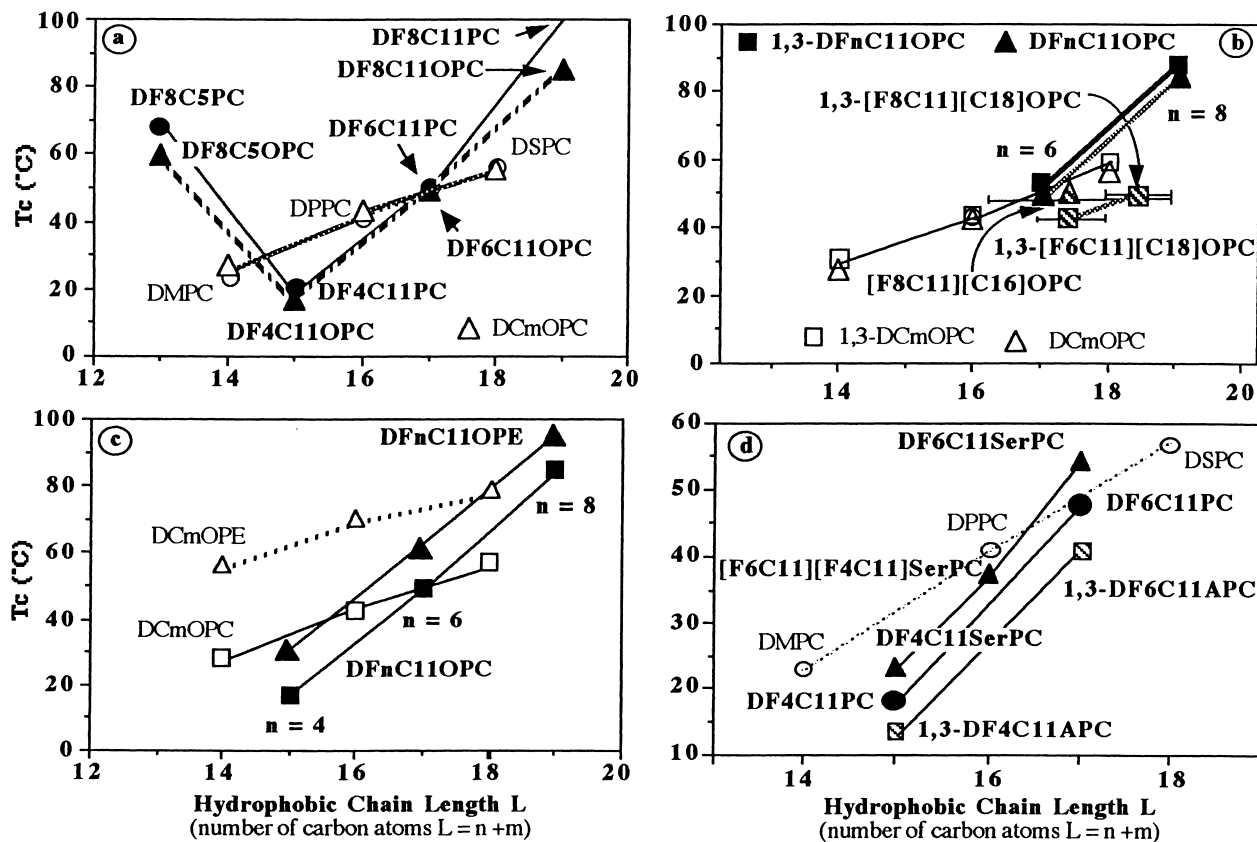 100
80
60
40
20
0
Tc (°C)
a
DF8C11PC
DF8C11OPC
DF8C5PC
DF8C5OPC
DF6C11PC
DSPC
DPPC
DF6C11OPC
DMPC
DF4C11PC
DF4C11OPC
DCmOPC
12
14
16
18
20
100
80
60
40
20
0
b
1,3-DFnC11OPC
DFnC11OPC
1,3-[F8C11][C18]OPC
n = 8
n = 6
1,3-[F6C11][C18]OPC
[F8C11][C16]OPC
1,3-DCmOPC
DCmOPC
14
16
18
20
100
80
60
40
20
0
Tc (°C)
c
DFnC11OPE
n = 8
DCmOPE
n = 6
DCmOPC
DFnC11OPC
n = 4
12
14
16
18
20
Hydrophobic Chain Length L
(number of carbon atoms L = n +m)
60
50
40
30
20
10
d
DF6C11SerPC
DSPC
DF6C11PC
DPPC
[F6C11][F4C11]SerPC
1,3-DF6C11APC
DMPC
DF4C11SerPC
DF4C11PC
1,3-DF4C11APC
14
16
18
Hydrophobic Chain Length L
(number of carbon atoms L = n +m)